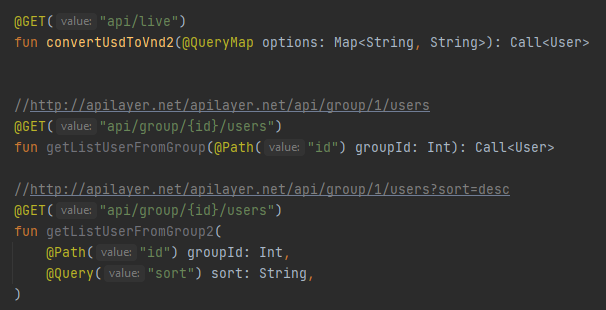 @GET( value: "api/live")
fun convertUsdToVnd2(@QueryMap options: Map<String, String>): Call<User>
//http://apilayer.net/apilayer.net/api/group/1/users
@GET( value: "api/group/{id}/users")
fun getListUserFromGroup(@Path( value: "id") groupId: Int): Call<User>
//http://apilayer.net/apilayer.net/api/group/1/users?sort=desc
@GET( value: "api/group/{id}/users")
fun getListUserFromGroup2(
@Path( value: "id") groupId: Int,
@Query( value: "sort") sort: String,
)